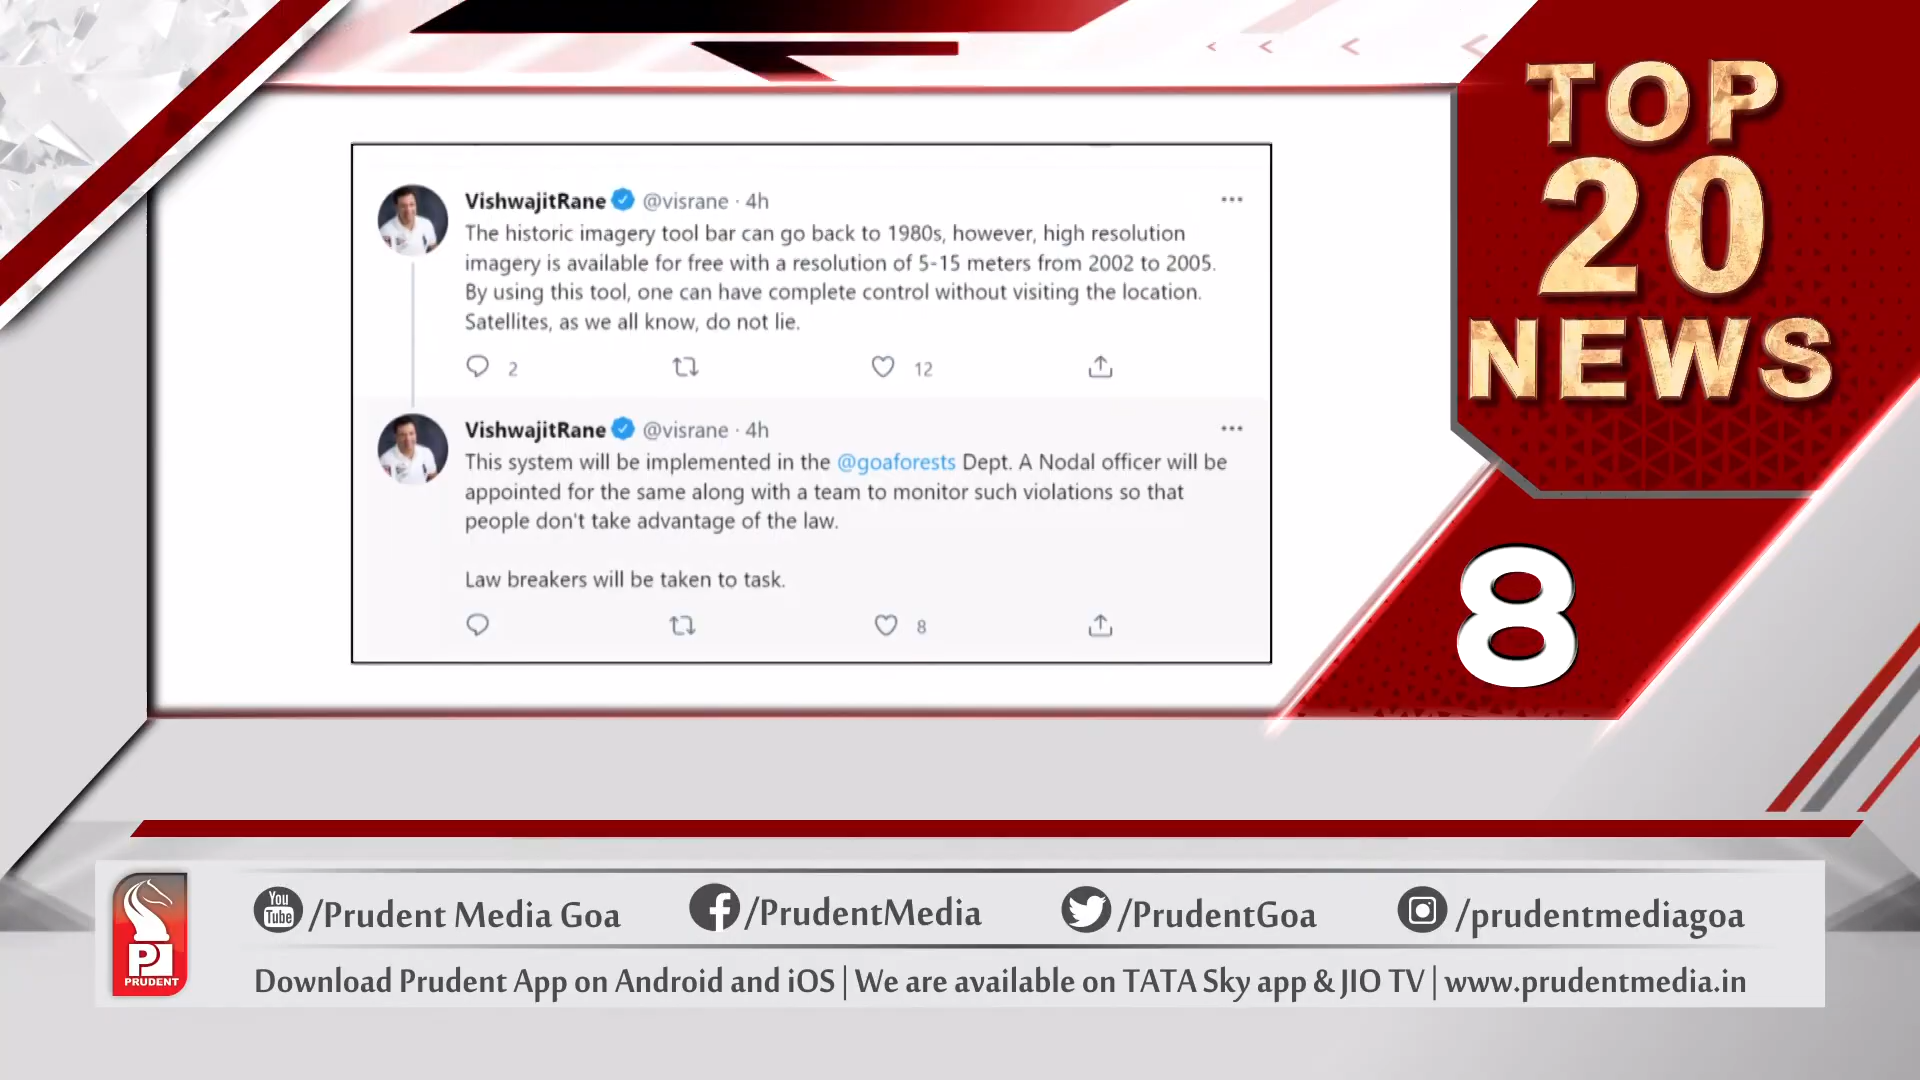 VishwajitRane @visrane · 4h
The historic imagery tool bar can go back to 1980s, however, high resolution
imagery is available for free with a resolution of 5-15 meters from 2002 to 2005.
By using this tool, one can have complete control without visiting the location.
Satellites, as we all know, do not lie.
2 12
VishwajitRane @visrane · 4h
This system will be implemented in the @goaforests Dept. A Nodal officer will be
appointed for the same along with a team to monitor such violations so that
people don't take advantage of the law.
Law breakers will be taken to task.
8
TOP
20
NEWS
8
You
Tube
/Prudent Media Goa /PrudentMedia /PrudentGoa /prudentmediagoa
PRUDENT
Download Prudent App on Android and iOS | We are available on TATA Sky app & JIO TV | www.prudentmedia.in